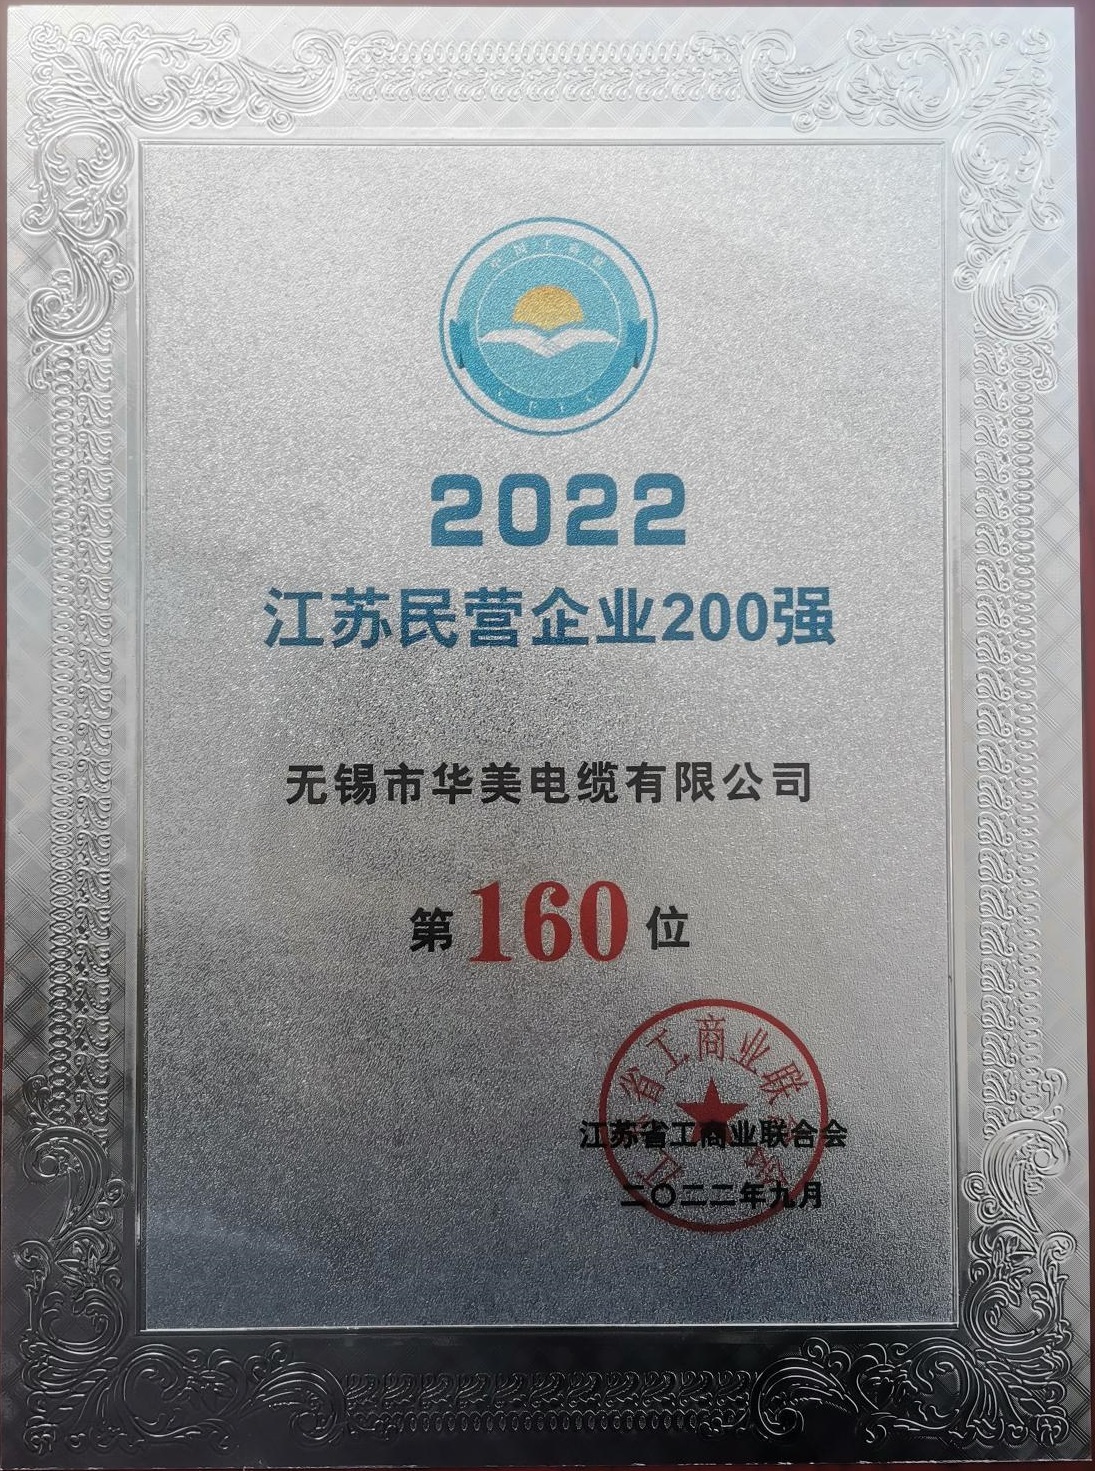 2022
江苏民营企业200强
无锡市华美电缆有限公司
第160位
江苏省工商业联合会
二〇二二年九月